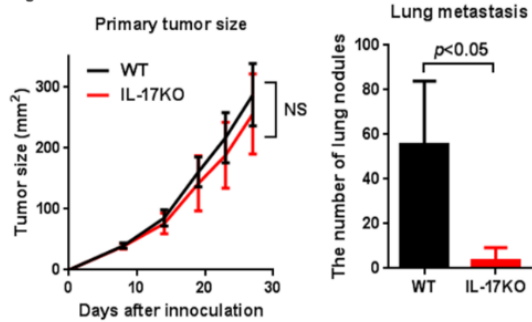 Primary tumor size
WT
IL-17KO
NS
300
200
100
0
Tumor size (mm²)
0 10 20 30
Days after innoculation
Lung metastasis
p<0.05
100
80
60
40
20
0
The number of lung nodules
WT IL-17KO